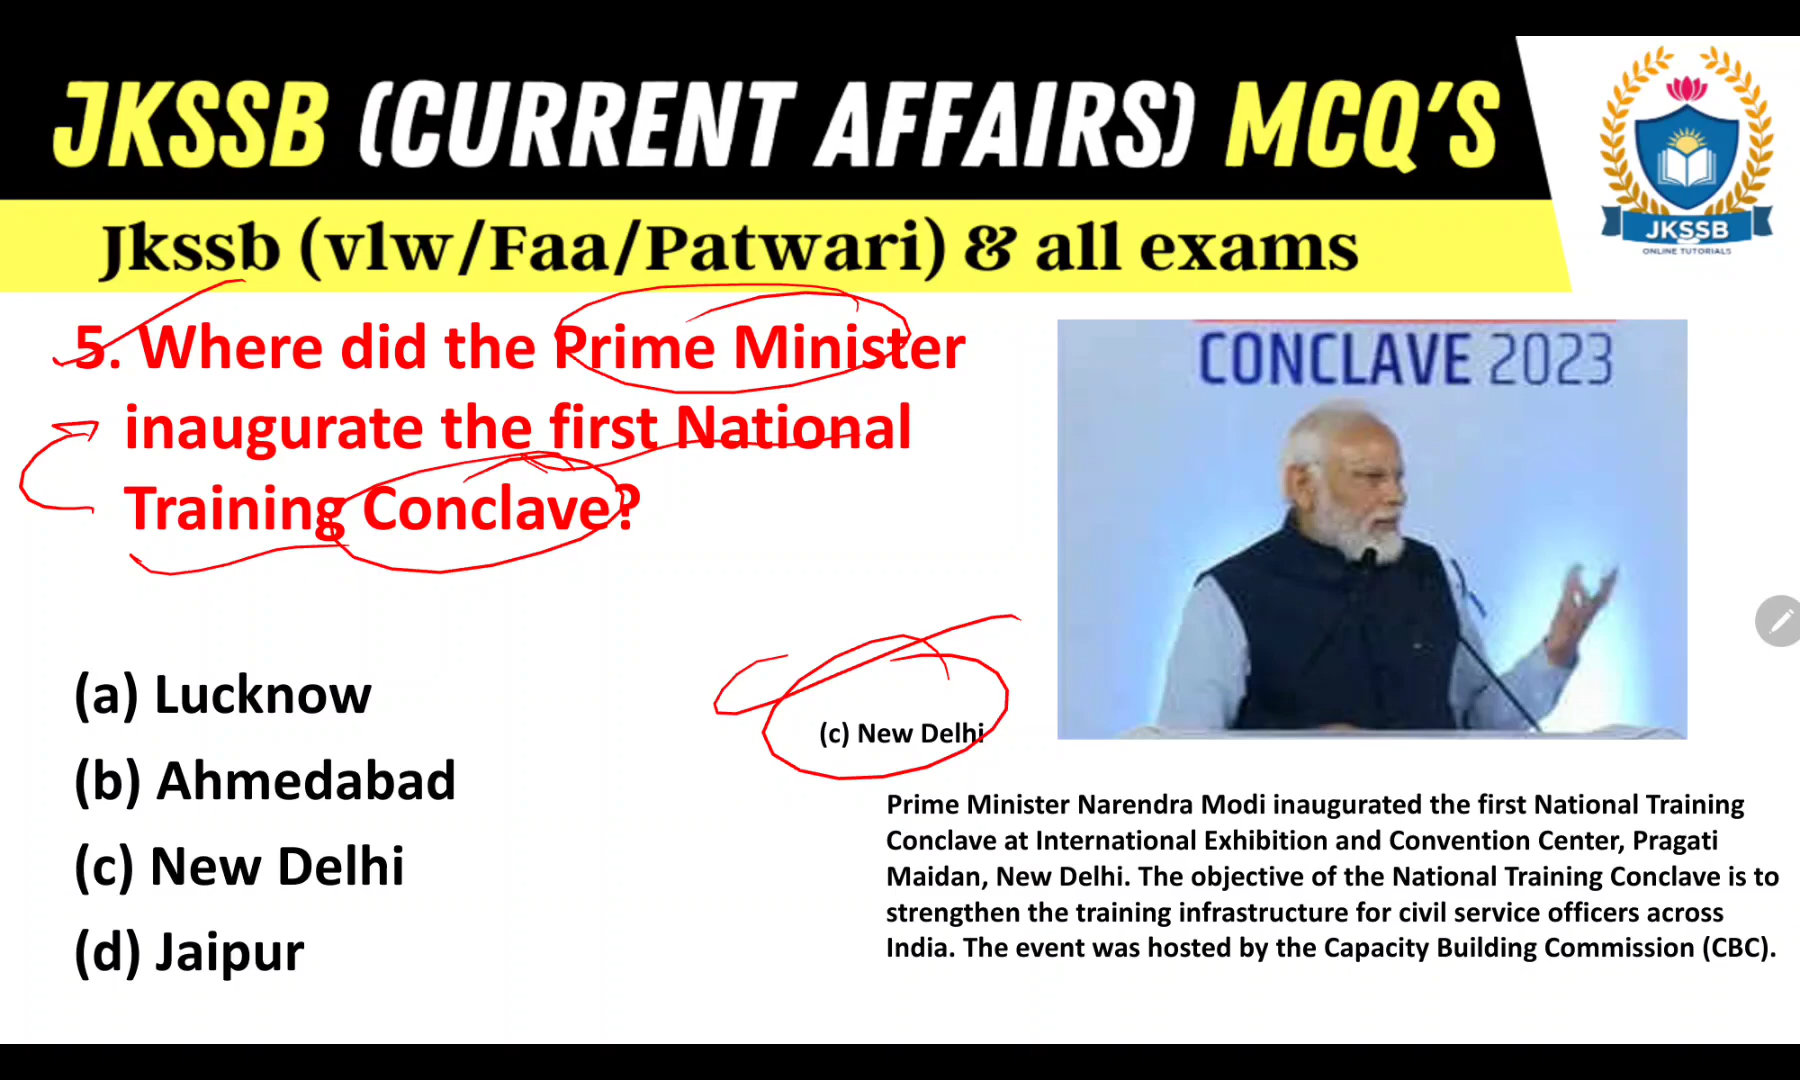 JKSSB (CURRENT AFFAIRS) MCQ'S
Jkssb (vlw/Faa/Patwari) & all exams
JKSSB
ONLINE TUTORIALS
5. Where did the Prime Minister
inaugurate the first National
Training Conclave?
(a) Lucknow
(b) Ahmedabad
(c) New Delhi
(d) Jaipur
(c) New Delhi
CONCLAVE 2023
Prime Minister Narendra Modi inaugurated the first National Training
Conclave at International Exhibition and Convention Center, Pragati
Maidan, New Delhi. The objective of the National Training Conclave is to
strengthen the training infrastructure for civil service officers across
India. The event was hosted by the Capacity Building Commission (CBC).